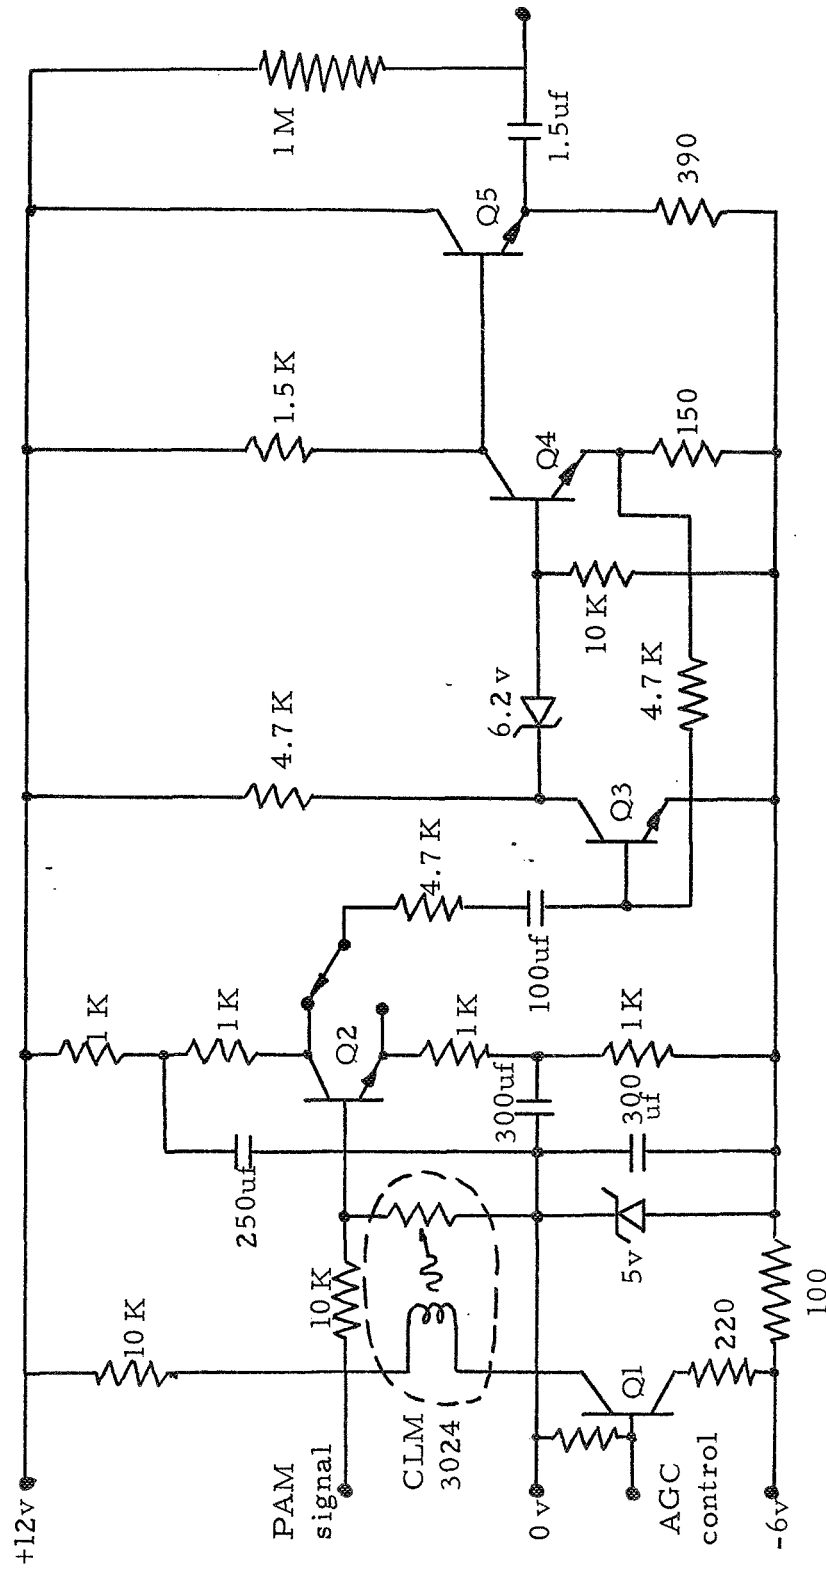 +12v
PAM
signal
0 v
AGC
control
-6v
10 K
10 K
CLM
3024
Q1
220
100
5v
250uf
300uf
300
uf
1 K
1 K
Q2
1 K
1 K
100uf
4.7 K
4.7 K
Q3
6.2 v
4.7 K
10 K
1.5 K
Q4
150
Q5
1 M
1.5uf
390